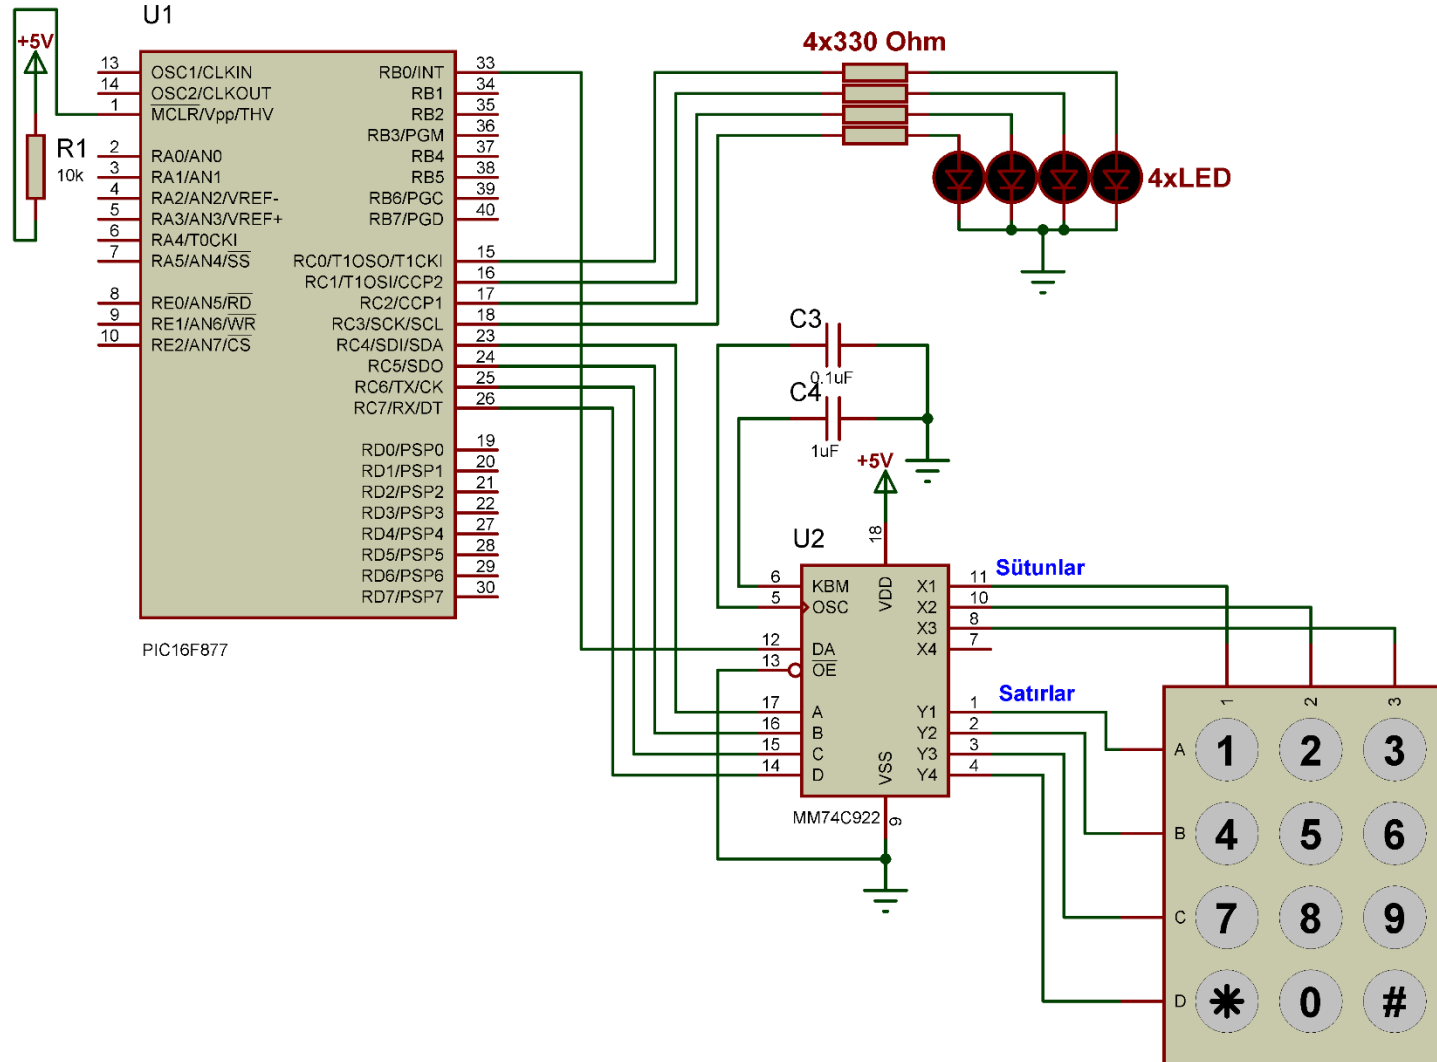 U1
+5V
R1
10k
13 OSC1/CLKIN
14 OSC2/CLKOUT
1 MCLR/Vpp/THV
2 RA0/AN0
3 RA1/AN1
4 RA2/AN2/VREF-
5 RA3/AN3/VREF+
6 RA4/T0CKI
7 RA5/AN4/SS
8 RE0/AN5/RD
9 RE1/AN6/WR
10 RE2/AN7/CS
RB0/INT 33
RB1 34
RB2 35
RB3/PGM 36
RB4 37
RB5 38
RB6/PGC 39
RB7/PGD 40
RC0/T1OSO/T1CKI 15
RC1/T1OSI/CCP2 16
RC2/CCP1 17
RC3/SCK/SCL 18
RC4/SDI/SDA 23
RC5/SDO 24
RC6/TX/CK 25
RC7/RX/DT 26
RD0/PSP0 19
RD1/PSP1 20
RD2/PSP2 21
RD3/PSP3 22
RD4/PSP4 27
RD5/PSP5 28
RD6/PSP6 29
RD7/PSP7 30
PIC16F877
4x330 Ohm
4xLED
C3
0.1uF
C4
1uF
+5V
U2
18
VDD
6 KBM
5 OSC
12 DA
13 OE
17 A
16 B
15 C
14 D
X1 11
X2 10
X3 8
X4 7
Y1 1
Y2 2
Y3 3
Y4 4
VSS
9
MM74C922
Sütunlar
Satırlar
1 2 3
A 1 2 3
B 4 5 6
C 7 8 9
D * 0 #